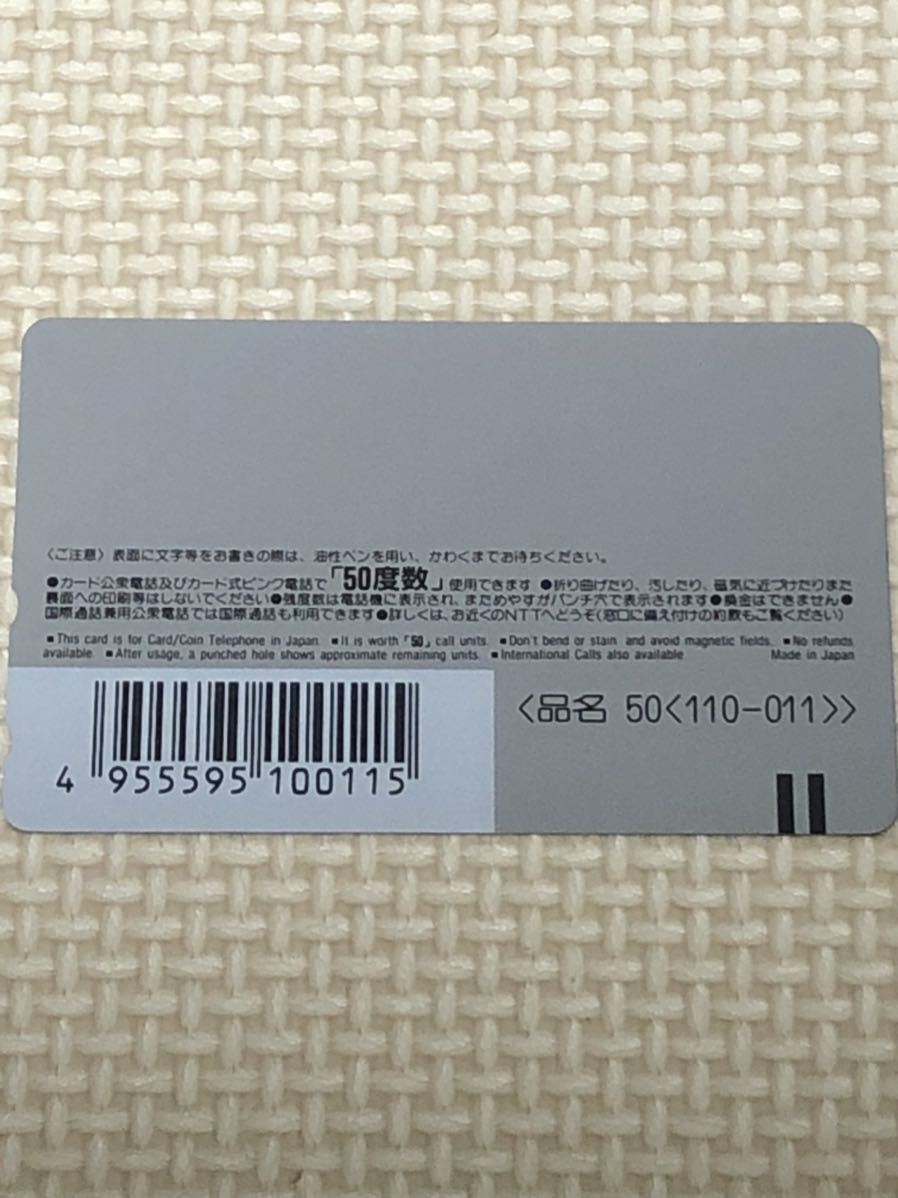 〈ご注意〉表面に文字等をお書きの際は、油性ペンを用い、かわくまでお待ちください。
●カード公衆電話及びカード式ピンク電話で「50度数」使用できます ●折り曲げたり、汚したり、磁気に近づけたりまた
裏面への印刷等はしないでください●残度数は電話機に表示され、まためやすがパンチ穴で表示されます●換金はできません●
国際通話兼用公衆電話では国際通話も利用できます●詳しくは、お近くのNTTへどうぞ(窓口に備え付けの約款もご覧ください)
■This card is for Card/Coin Telephone in Japan. ■It is worth「50」call units. ■Don't bend or stain and avoid magnetic fields. ■No refunds
available. ■After usage, a punched hole shows approximate remaining units. ■International Calls also available. Made in Japan
<品名 50<110-011>>
4 955595 100115